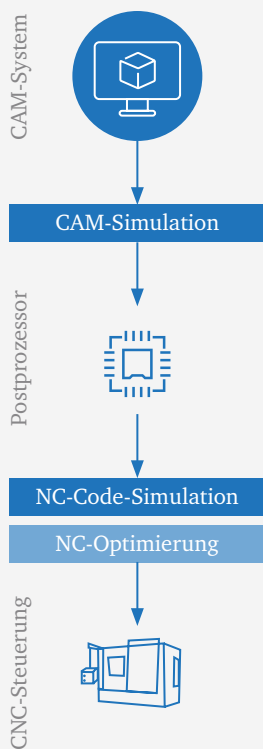 CAM-System
CAM-Simulation
Postprozessor
NC-Code-Simulation
NC-Optimierung
CNC-Steuerung